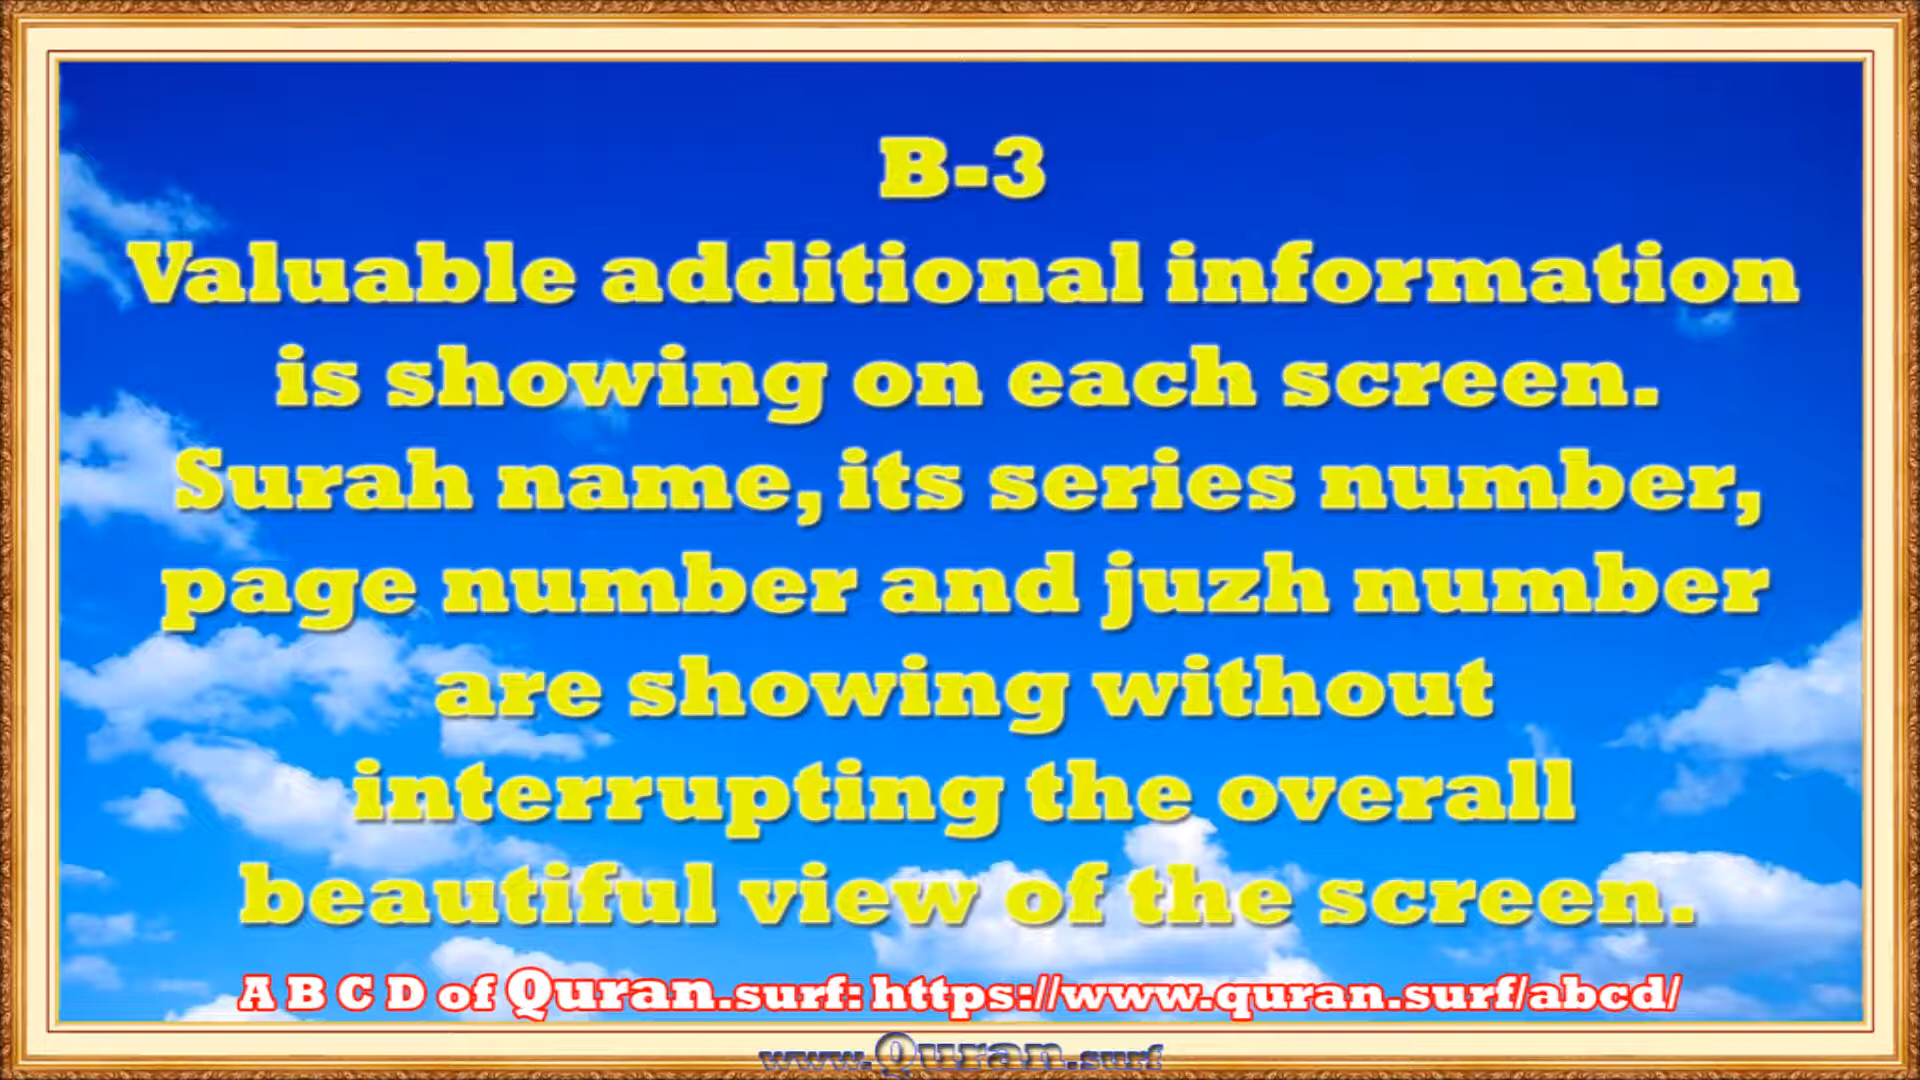 B-3
Valuable additional information
is showing on each screen.
Surah name, its series number,
page number and juzh number
are showing without
interrupting the overall
beautiful view of the screen.
A B C D of Quran.surf: https://www.quran.surf/abcd/
www.Quran.surf